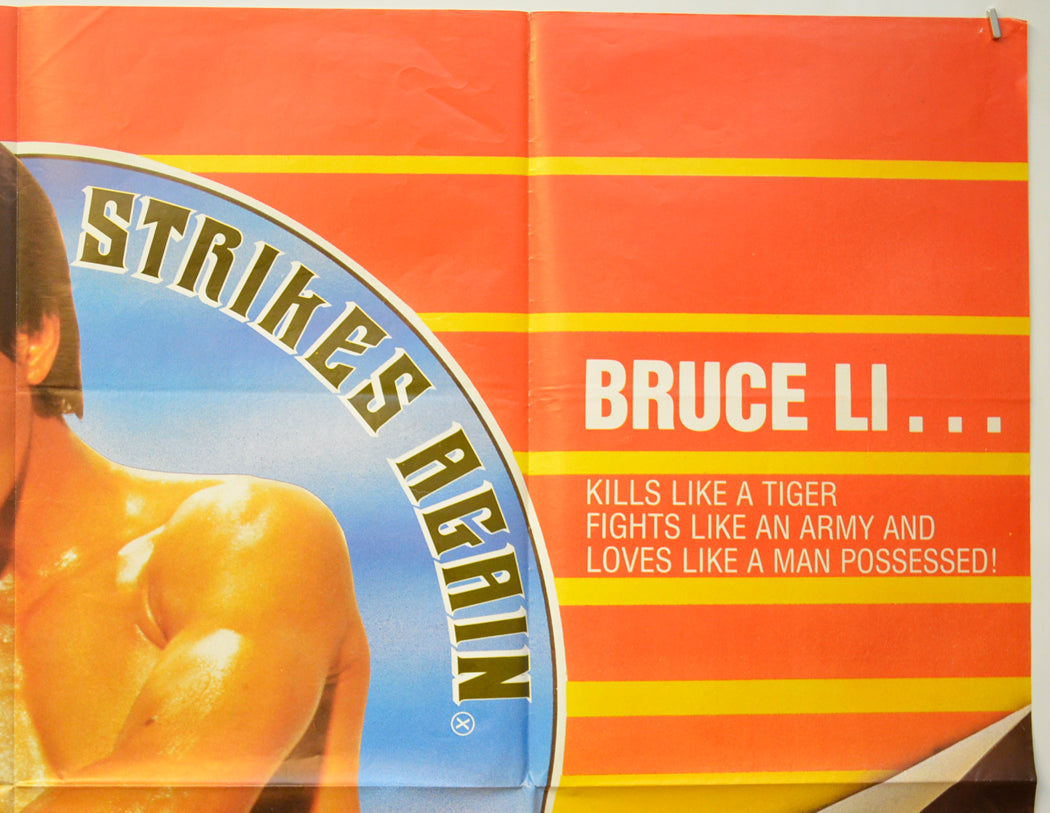 STRIKES AGAIN
Ⓧ
BRUCE LI...
KILLS LIKE A TIGER
FIGHTS LIKE AN ARMY AND
LOVES LIKE A MAN POSSESSED!